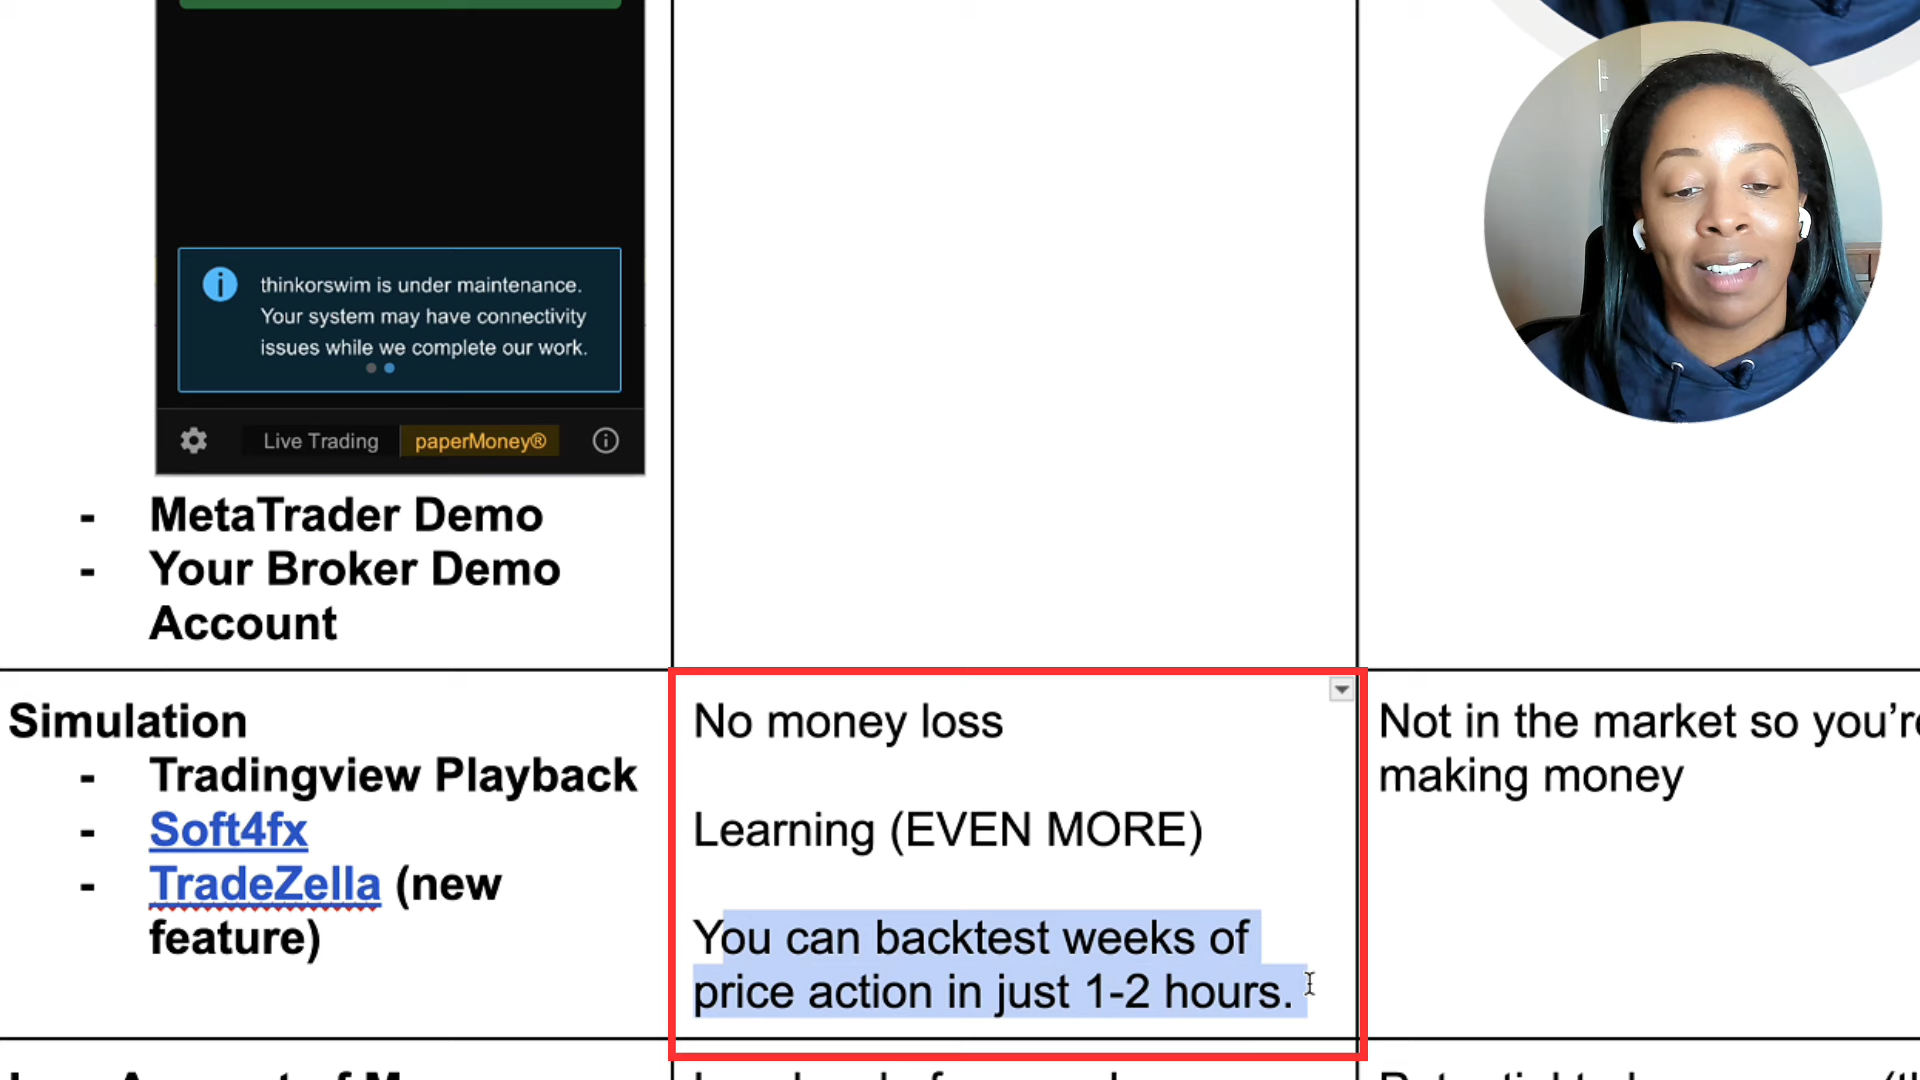 thinkorswim is under maintenance.
Your system may have connectivity
issues while we complete our work.
Live Trading
paperMoney®
- MetaTrader Demo
- Your Broker Demo
Account
Simulation
- Tradingview Playback
- Soft4fx
- TradeZella (new
feature)
No money loss
Learning (EVEN MORE)
You can backtest weeks of
price action in just 1-2 hours.
Not in the market so you’re
making money